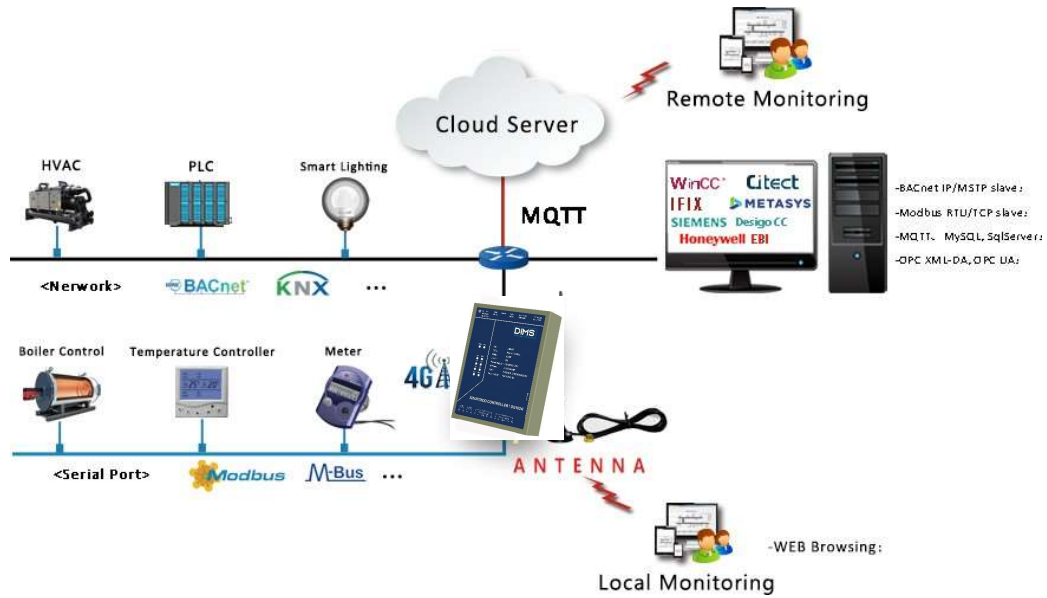 Remote Monitoring
Cloud Server
HVAC
PLC
Smart Lighting
MQTT
WinCC
Citect
IFIX
METASYS
SIEMENS Desigo CC
Honeywell EBI
-BACnet IP/MSTP slave;
-Modbus RTU/TCP slave;
-MQTT、MySQL, SqlServer;
-OPC XML-DA, OPC UA;
<Nerwork>
BACnet
KNX
...
DIMS
Boiler Control
Temperature Controller
Meter
4G
<Serial Port>
Modbus
M-Bus
...
ANTENNA
-WEB Browsing;
Local Monitoring